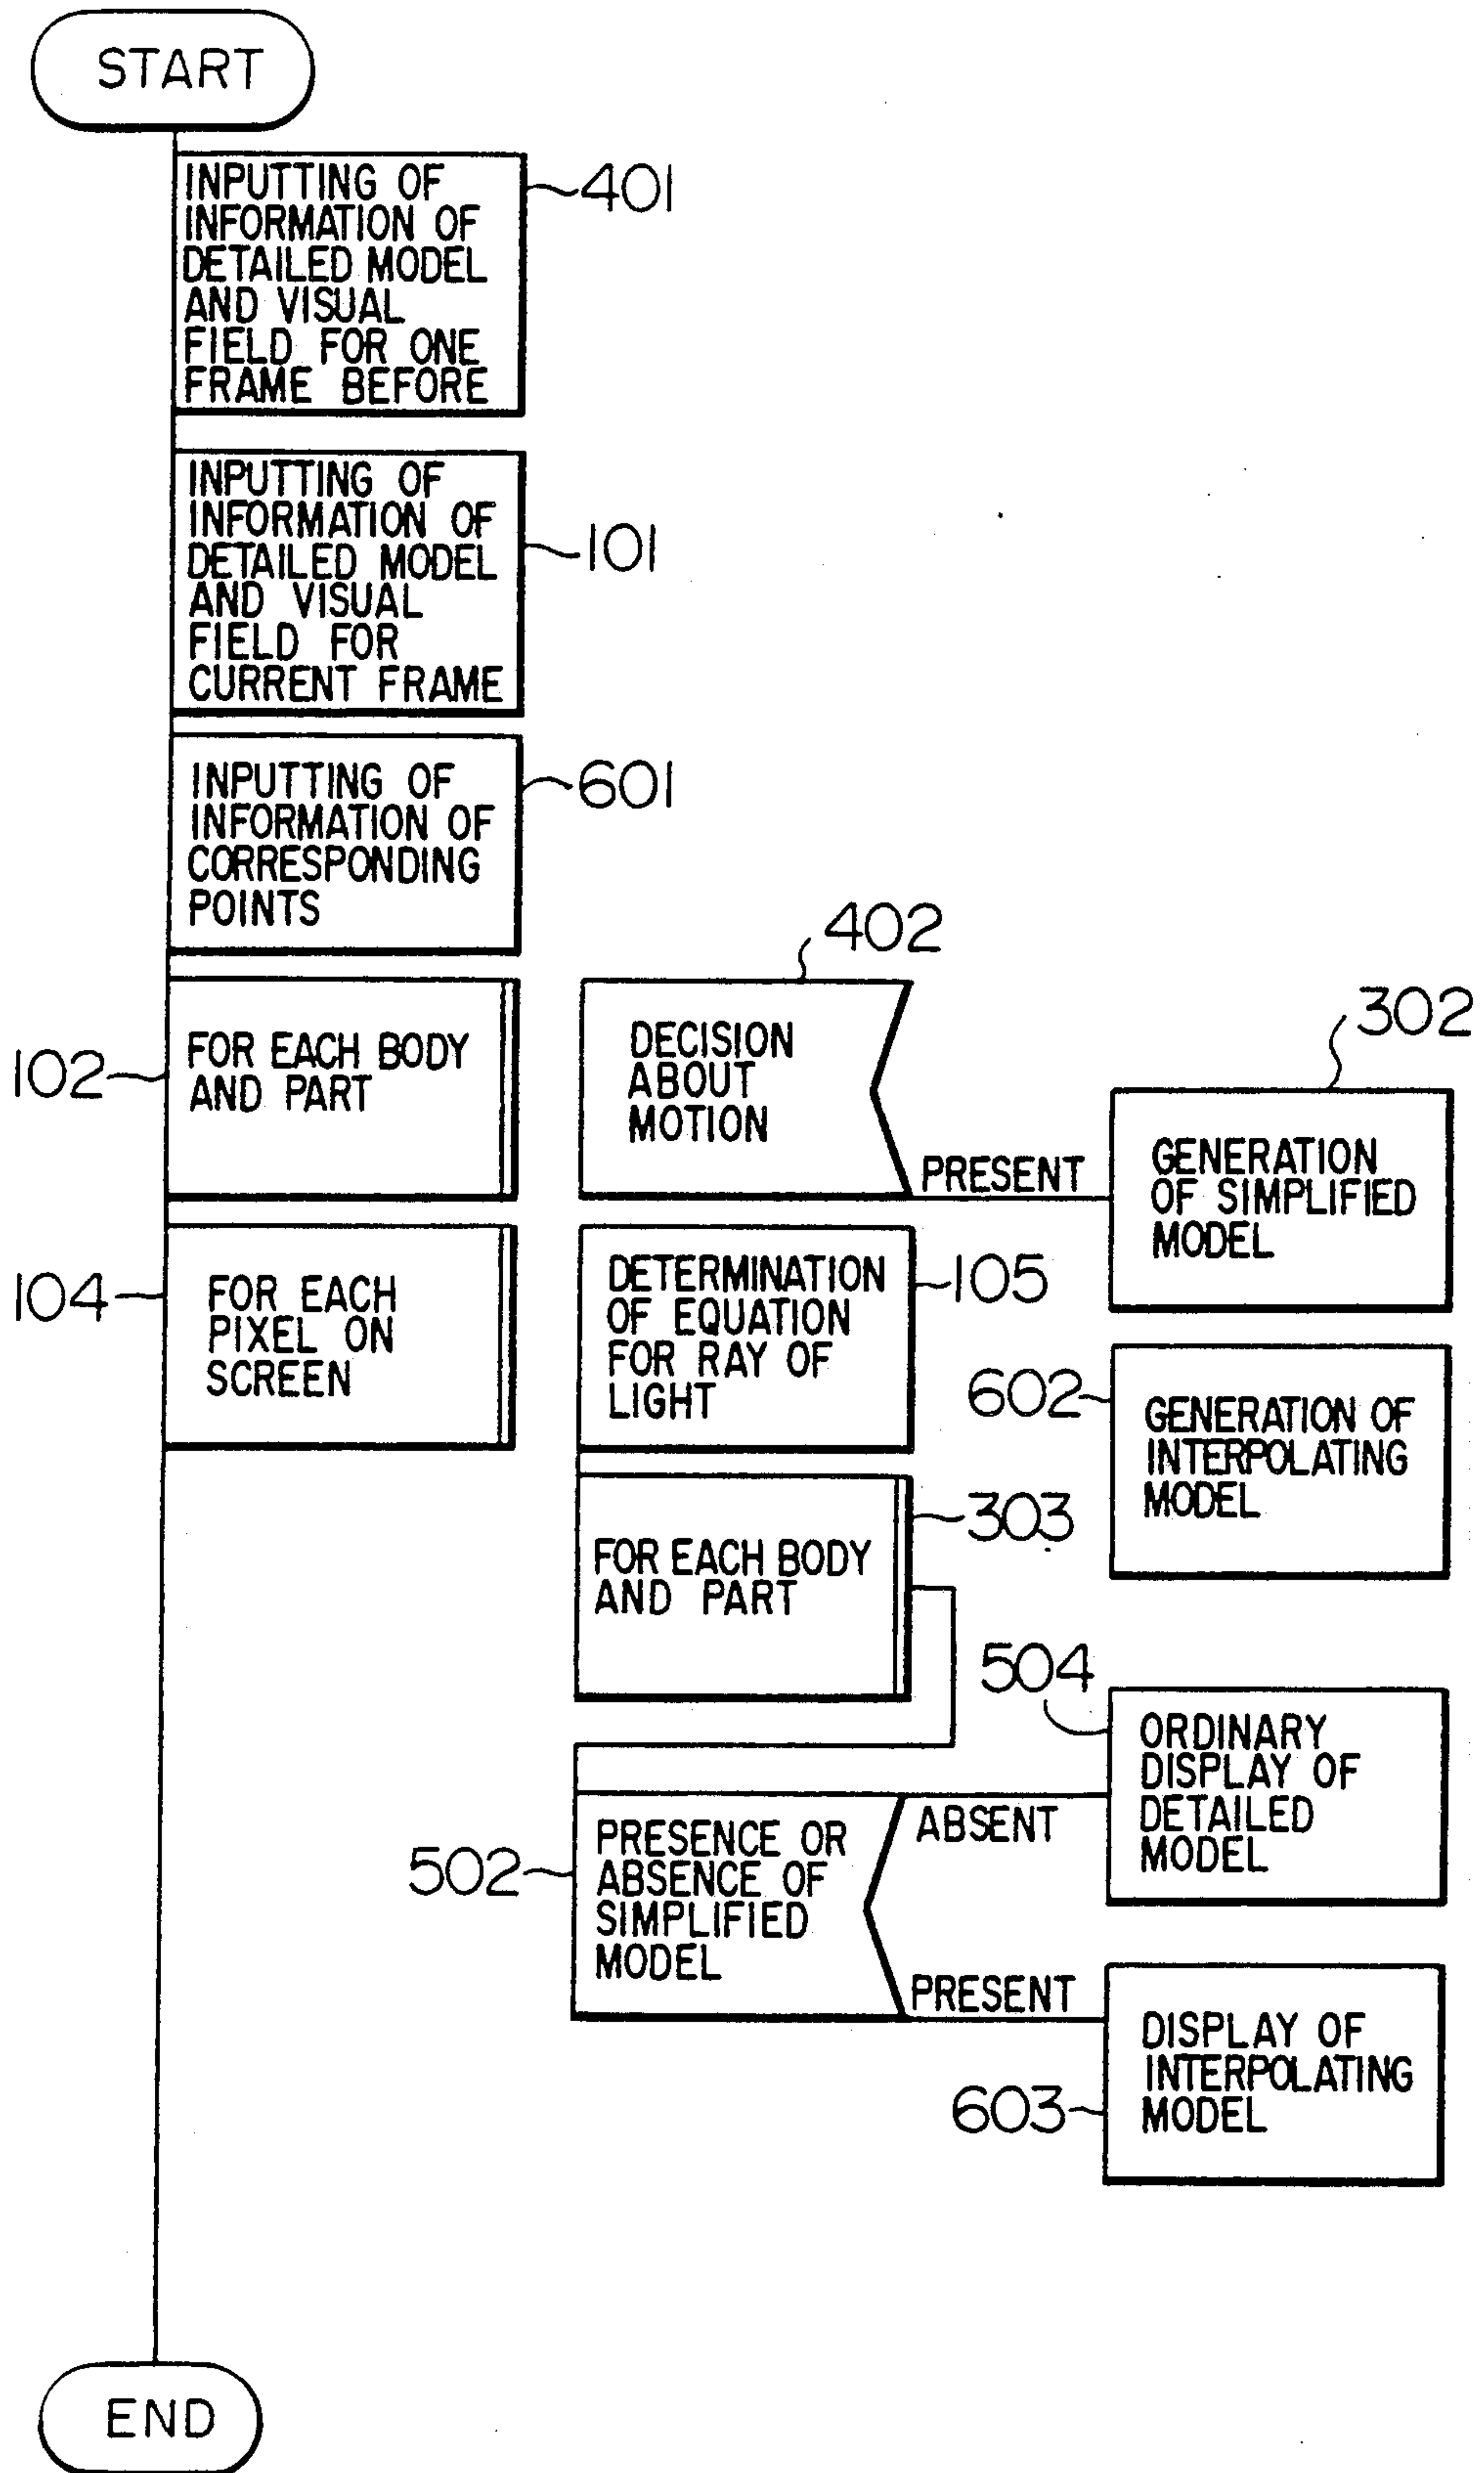 START
INPUTTING OF
INFORMATION OF
DETAILED MODEL
AND VISUAL
FIELD FOR ONE
FRAME BEFORE
401
INPUTTING OF
INFORMATION OF
DETAILED MODEL
AND VISUAL
FIELD FOR
CURRENT FRAME
101
INPUTTING OF
INFORMATION OF
CORRESPONDING
POINTS
601
102
FOR EACH BODY
AND PART
402
DECISION
ABOUT
MOTION
PRESENT
302
GENERATION
OF SIMPLIFIED
MODEL
104
FOR EACH
PIXEL ON
SCREEN
DETERMINATION
OF EQUATION
FOR RAY OF
LIGHT
105
602
GENERATION OF
INTERPOLATING
MODEL
FOR EACH BODY
AND PART
303
504
ORDINARY
DISPLAY OF
DETAILED
MODEL
502
PRESENCE OR
ABSENCE OF
SIMPLIFIED
MODEL
ABSENT
PRESENT
603
DISPLAY OF
INTERPOLATING
MODEL
END